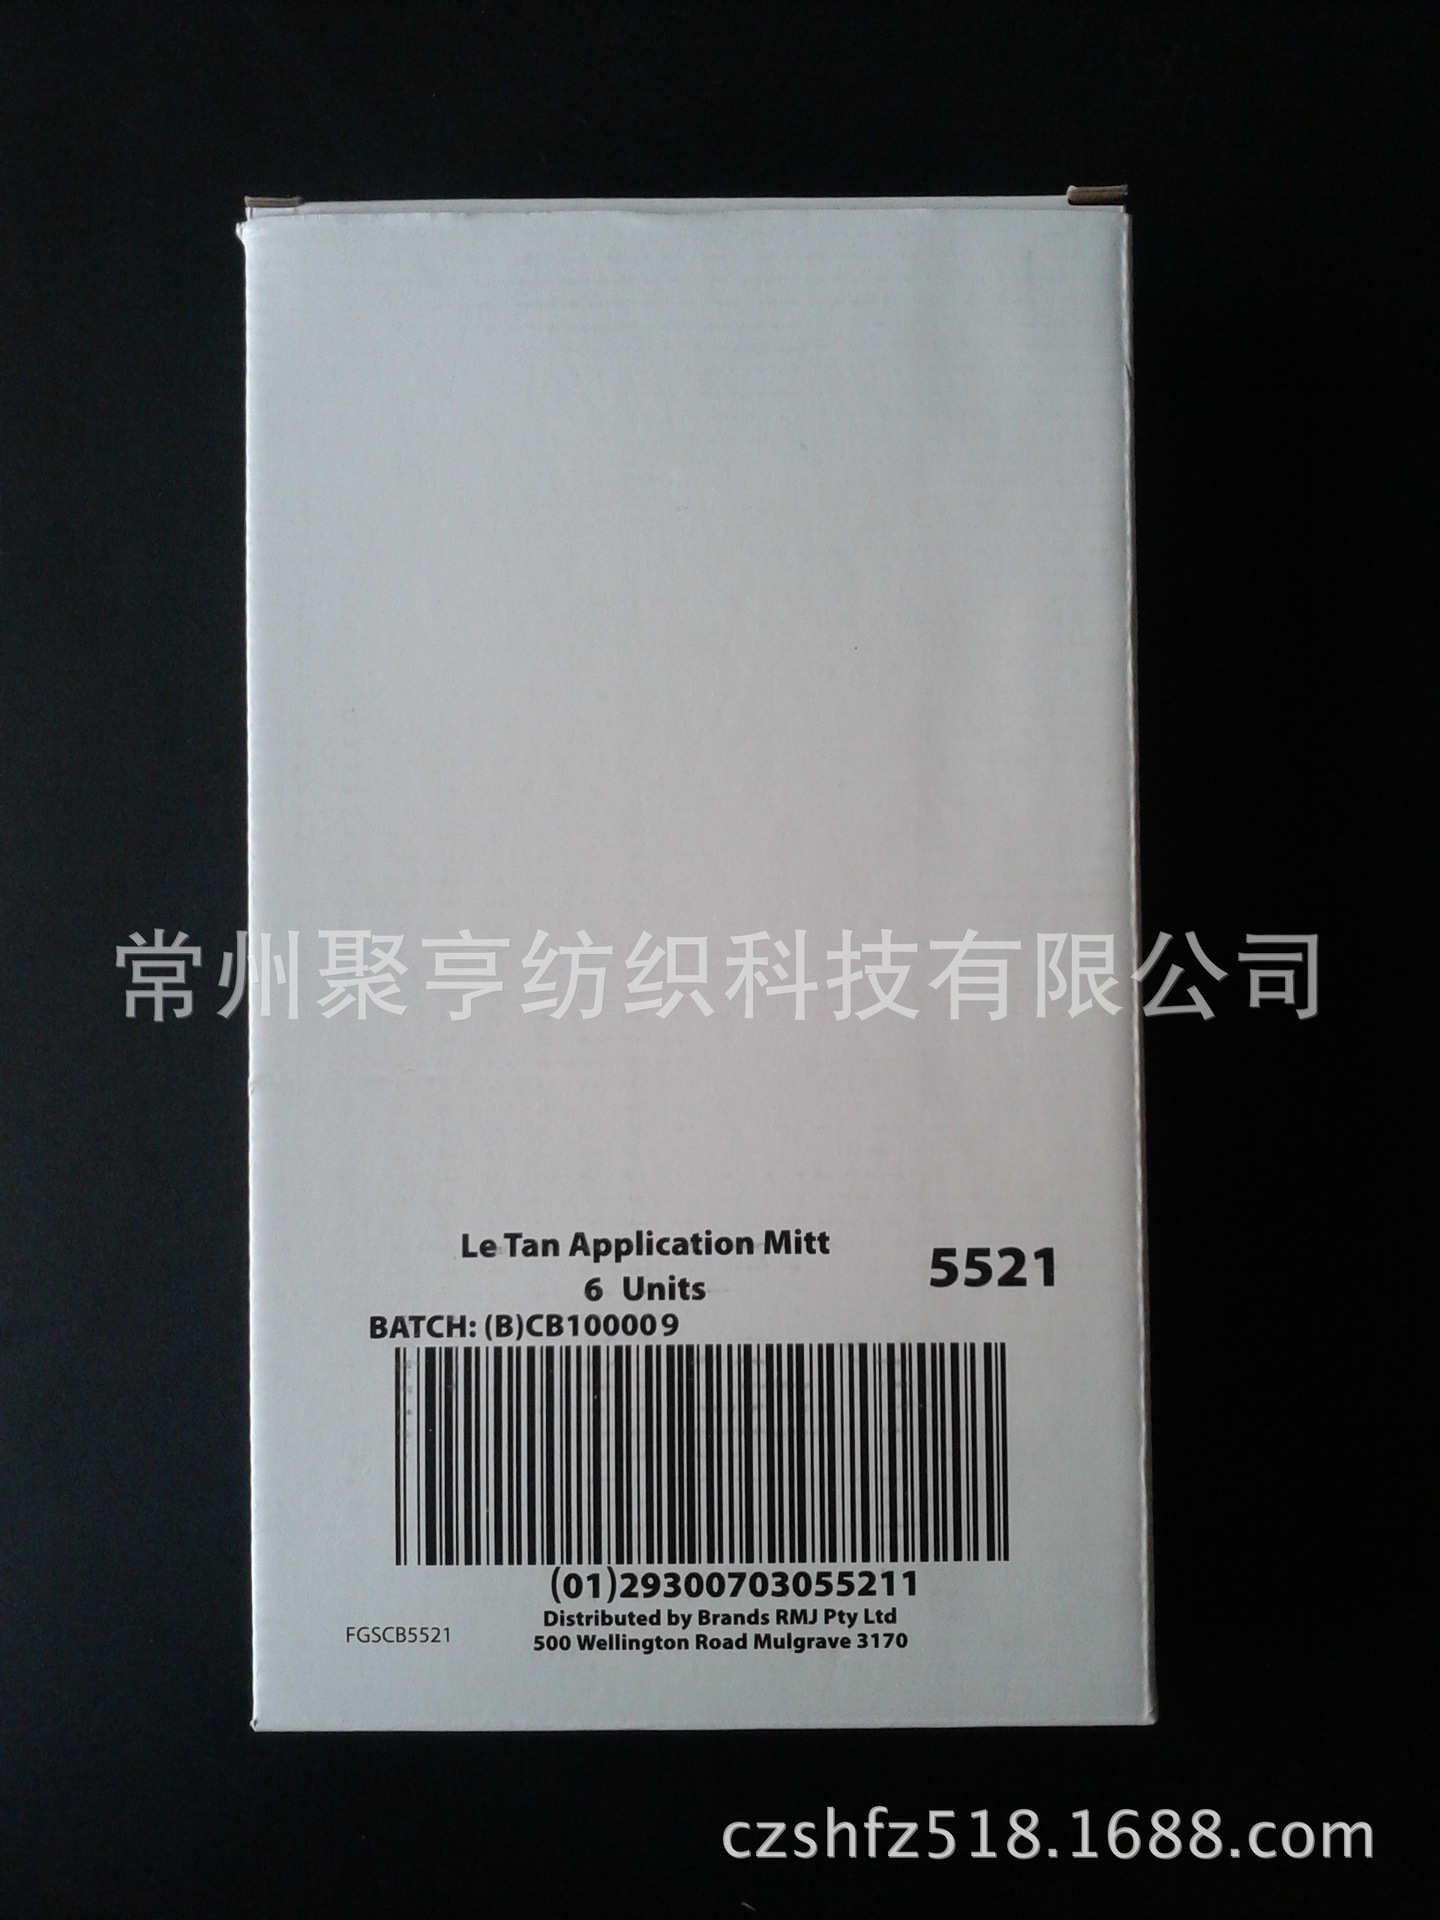 常州聚亨纺织科技有限公司
Le Tan Application Mitt
6 Units
5521
BATCH: (B)CB100009
(01)29300703055211
Distributed by Brands RMJ Pty Ltd
FGSCB5521
500 Wellington Road Mulgrave 3170
czshfz518.1688.com